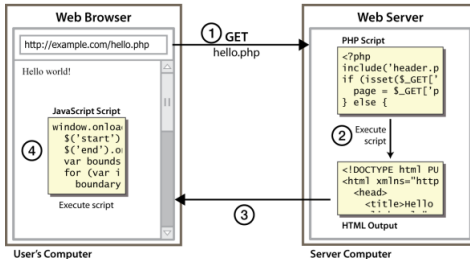 Web Browser
http://example.com/hello.php
Hello world!
JavaScript Script
window.onloa
$('start')
$('end').o
var bounds
for (var i
boundary
4
Execute script
User's Computer
1 GET
hello.php
3
Web Server
PHP Script
<?php
include('header.p
if (isset($_GET['
page = $_GET['p
} else {
2 Execute
script
<!DOCTYPE html PU
<html xmlns="http
<head>
<title>Hello
HTML Output
Server Computer